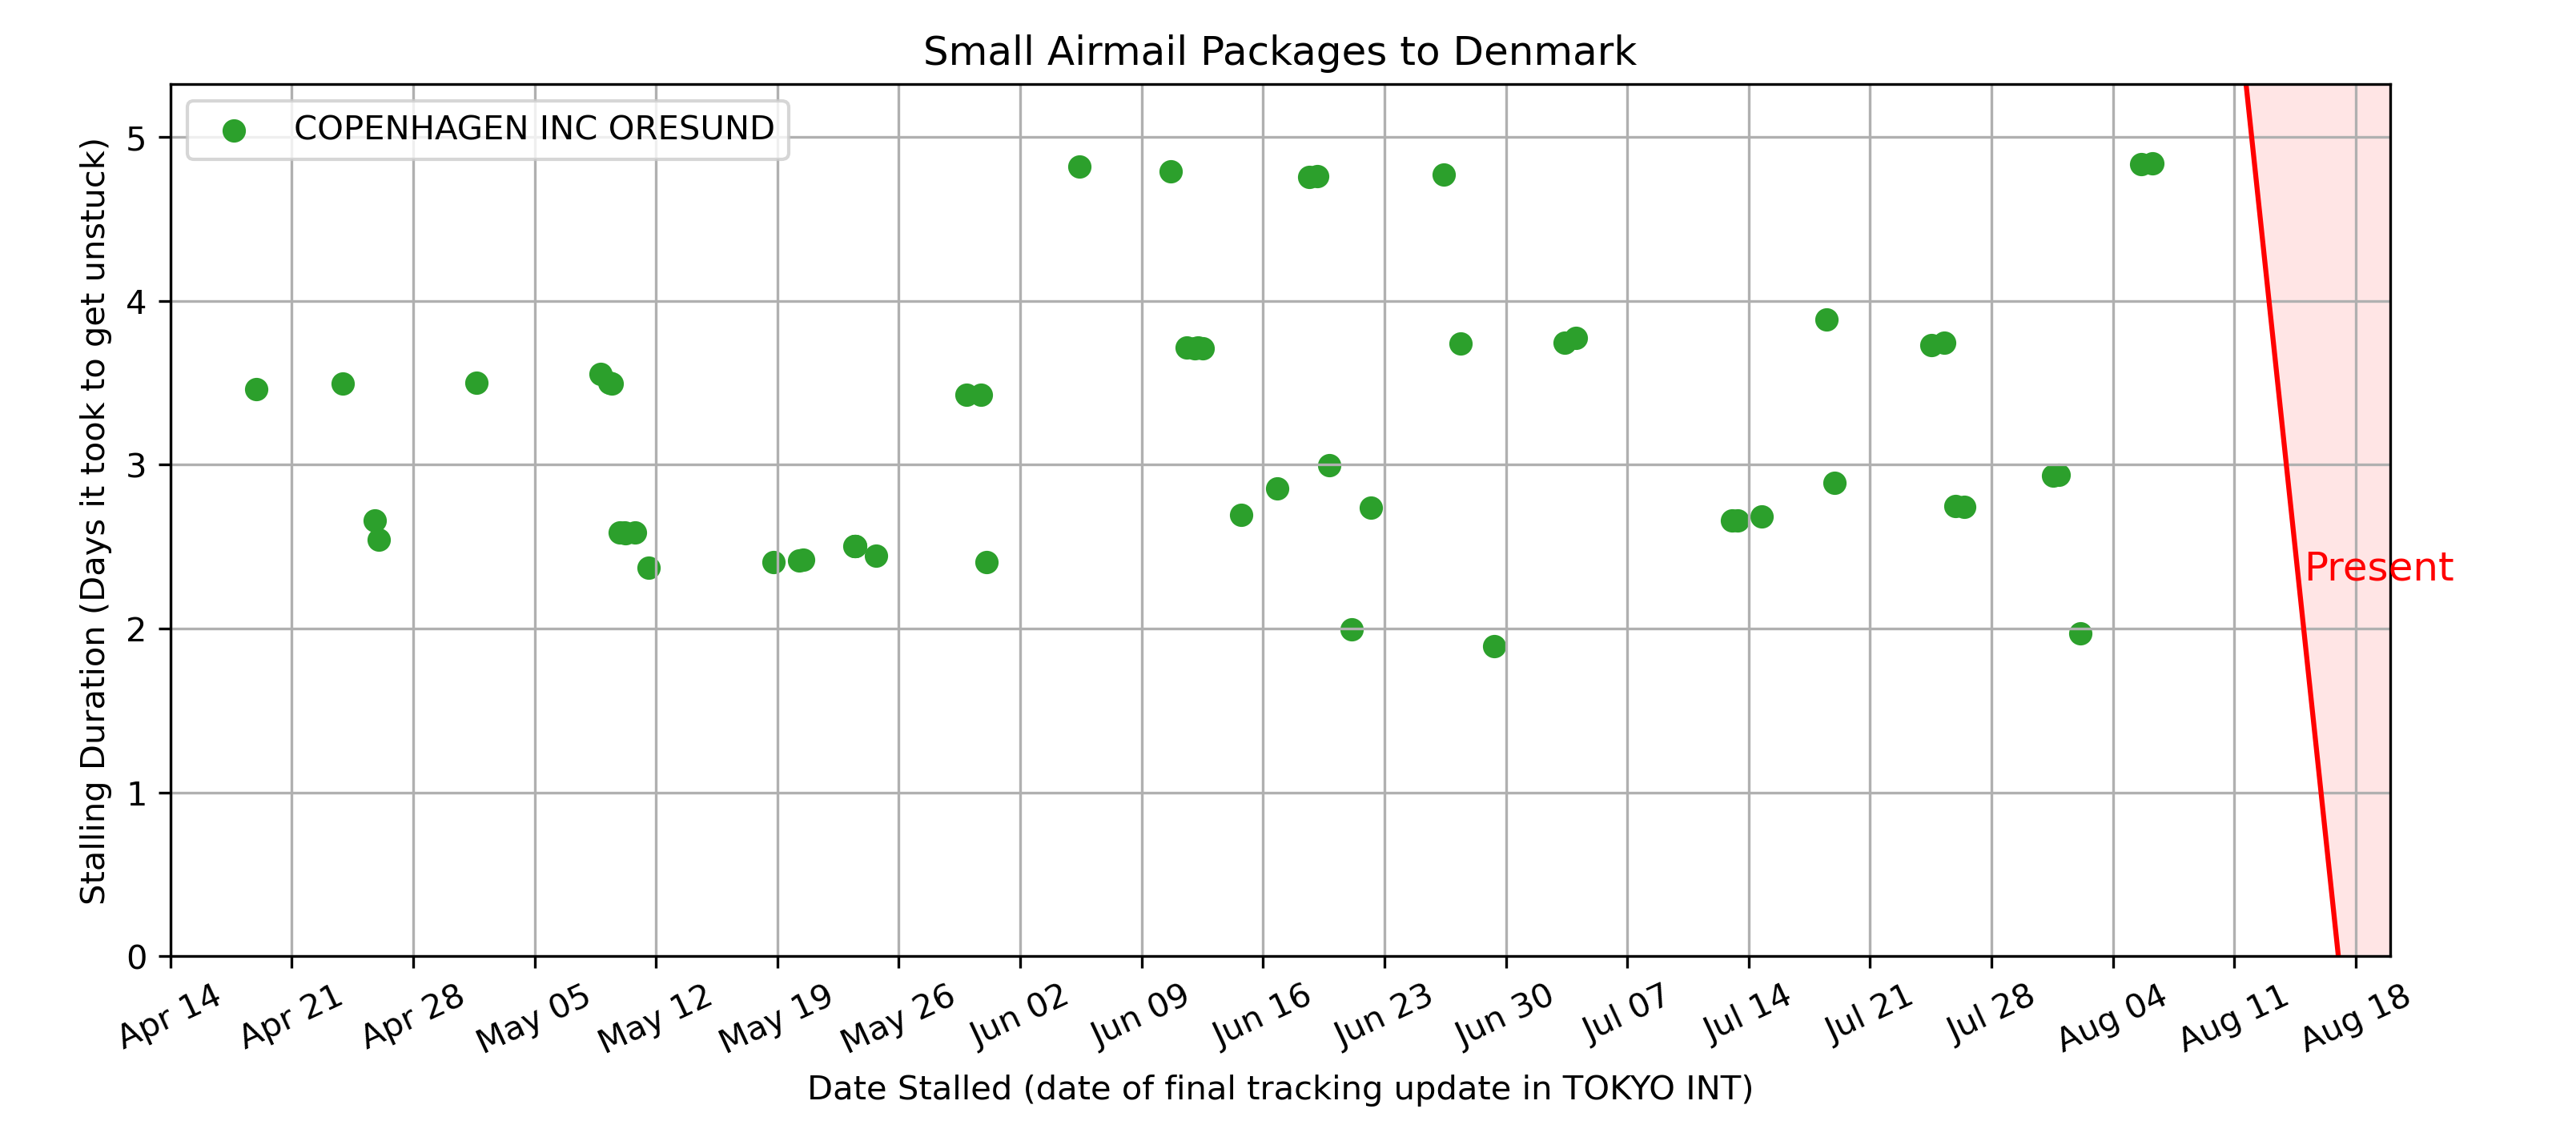 Small Airmail Packages to Denmark
COPENHAGEN INC ORESUND
Stalling Duration (Days it took to get unstuck)
5
4
3
2
1
0
Present
Apr 14
Apr 21
Apr 28
May 05
May 12
May 19
May 26
Jun 02
Jun 09
Jun 16
Jun 23
Jun 30
Jul 07
Jul 14
Jul 21
Jul 28
Aug 04
Aug 11
Aug 18
Date Stalled (date of final tracking update in TOKYO INT)